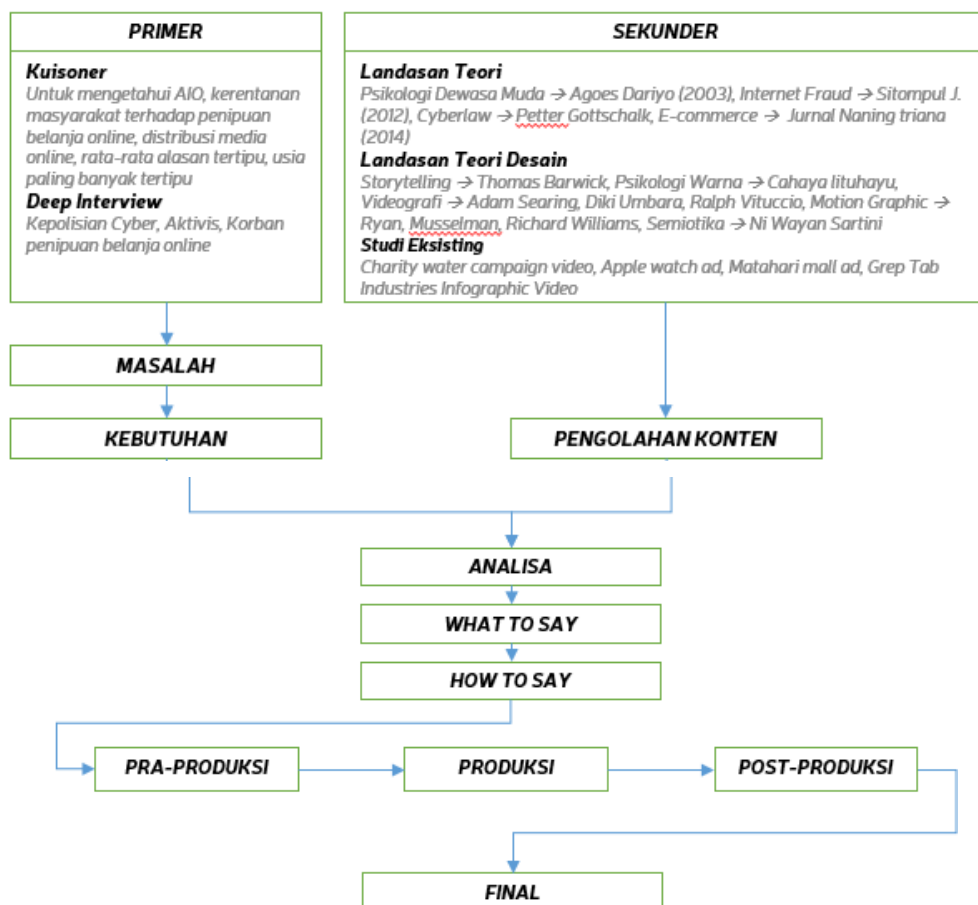 PRIMER
Kuisoner
Untuk mengetahui AIO, kerentanan
masyarakat terhadap penipuan
belanja online, distribusi media
online, rata-rata alasan tertipu, usia
paling banyak tertipu
Deep Interview
Kepolisian Cyber, Aktivis, Korban
penipuan belanja online
SEKUNDER
Landasan Teori
Psikologi Dewasa Muda → Agoes Dariyo (2003), Internet Fraud → Sitompul J.
(2012), Cyberlaw → Petter Gottschalk, E-commerce → Jurnal Naning triana
(2014)
Landasan Teori Desain
Storytelling → Thomas Barwick, Psikologi Warna → Cahaya Iituhayu,
Videografi → Adam Searing, Diki Umbara, Ralph Vituccio, Motion Graphic →
Ryan, Musselman, Richard Williams, Semiotika → Ni Wayan Sartini
Studi Eksisting
Charity water campaign video, Apple watch ad, Matahari mall ad, Grep Tab
Industries Infographic Video
MASALAH
KEBUTUHAN
PENGOLAHAN KONTEN
ANALISA
WHAT TO SAY
HOW TO SAY
PRA-PRODUKSI
PRODUKSI
POST-PRODUKSI
FINAL